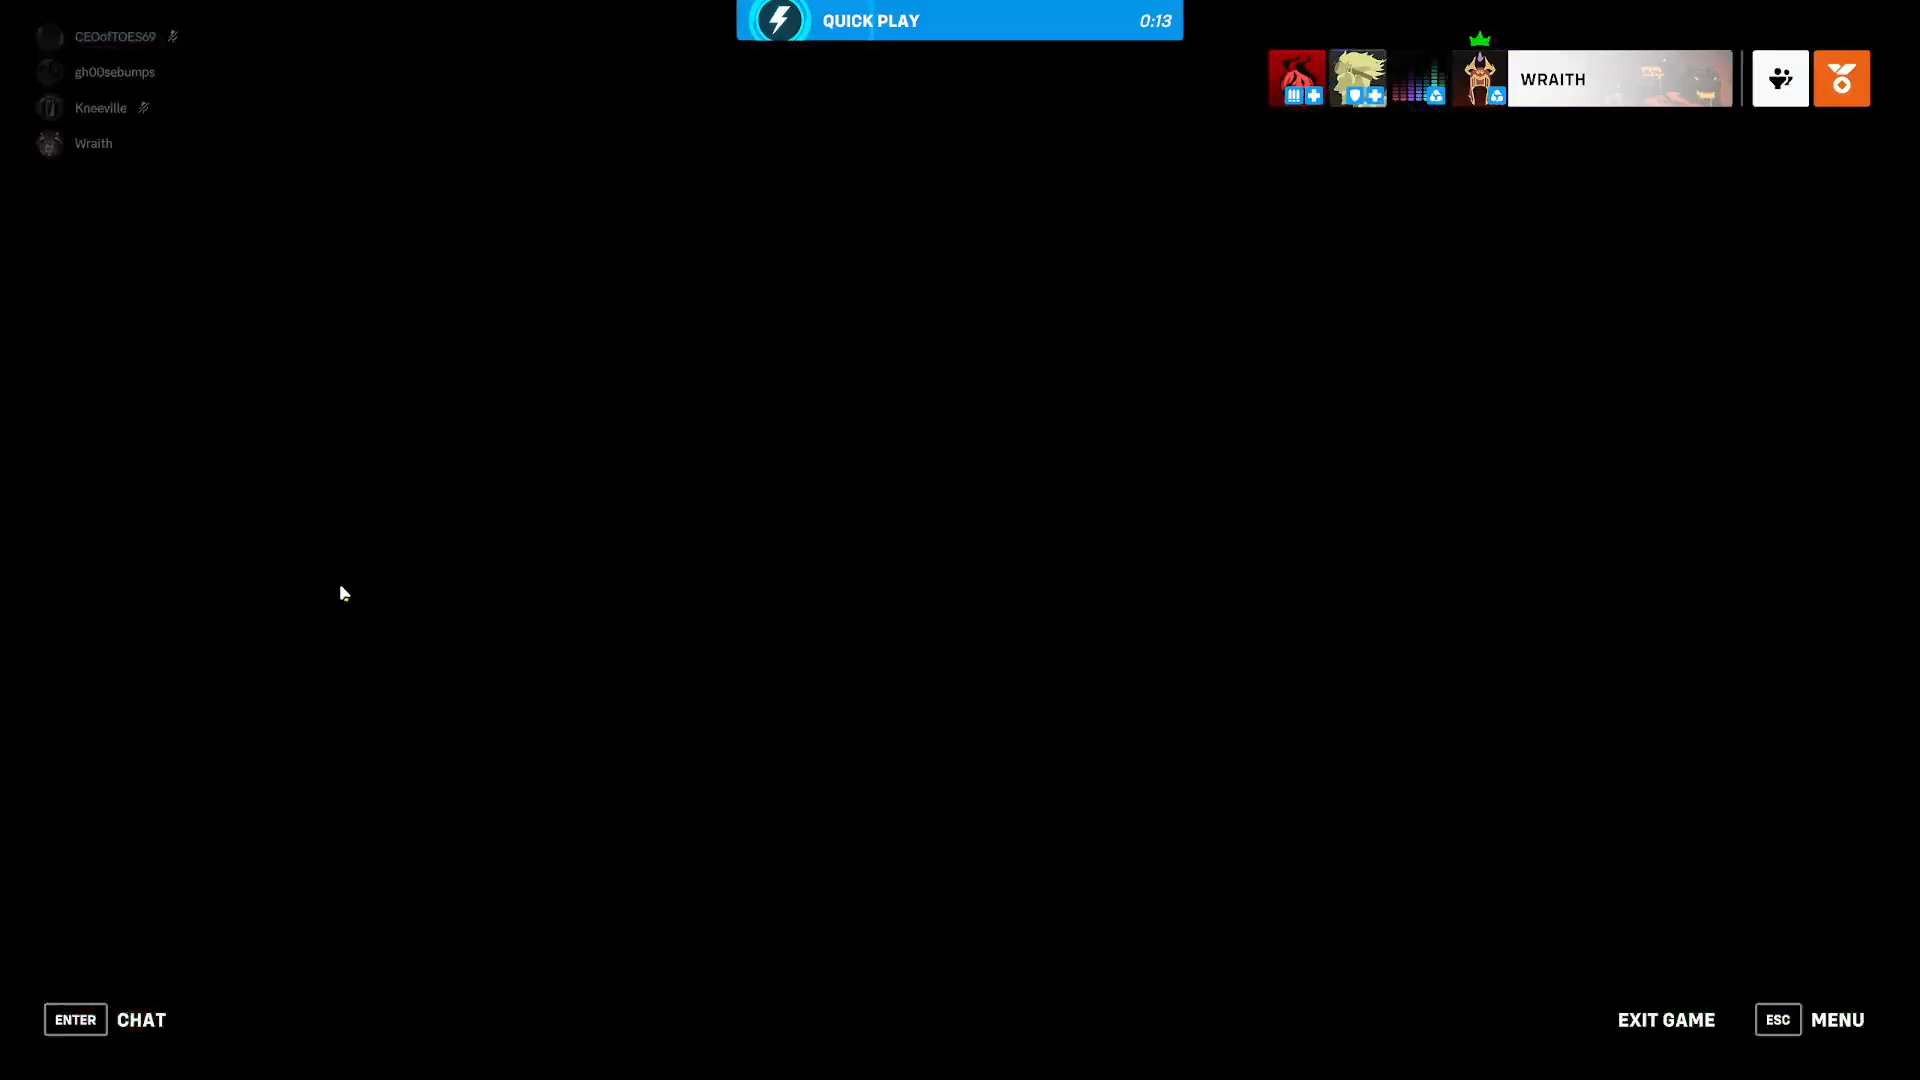 CEOofTOES69
gh00sebumps
Kneeville
Wraith
QUICK PLAY 0:13
WRAITH
ENTER CHAT
EXIT GAME ESC MENU